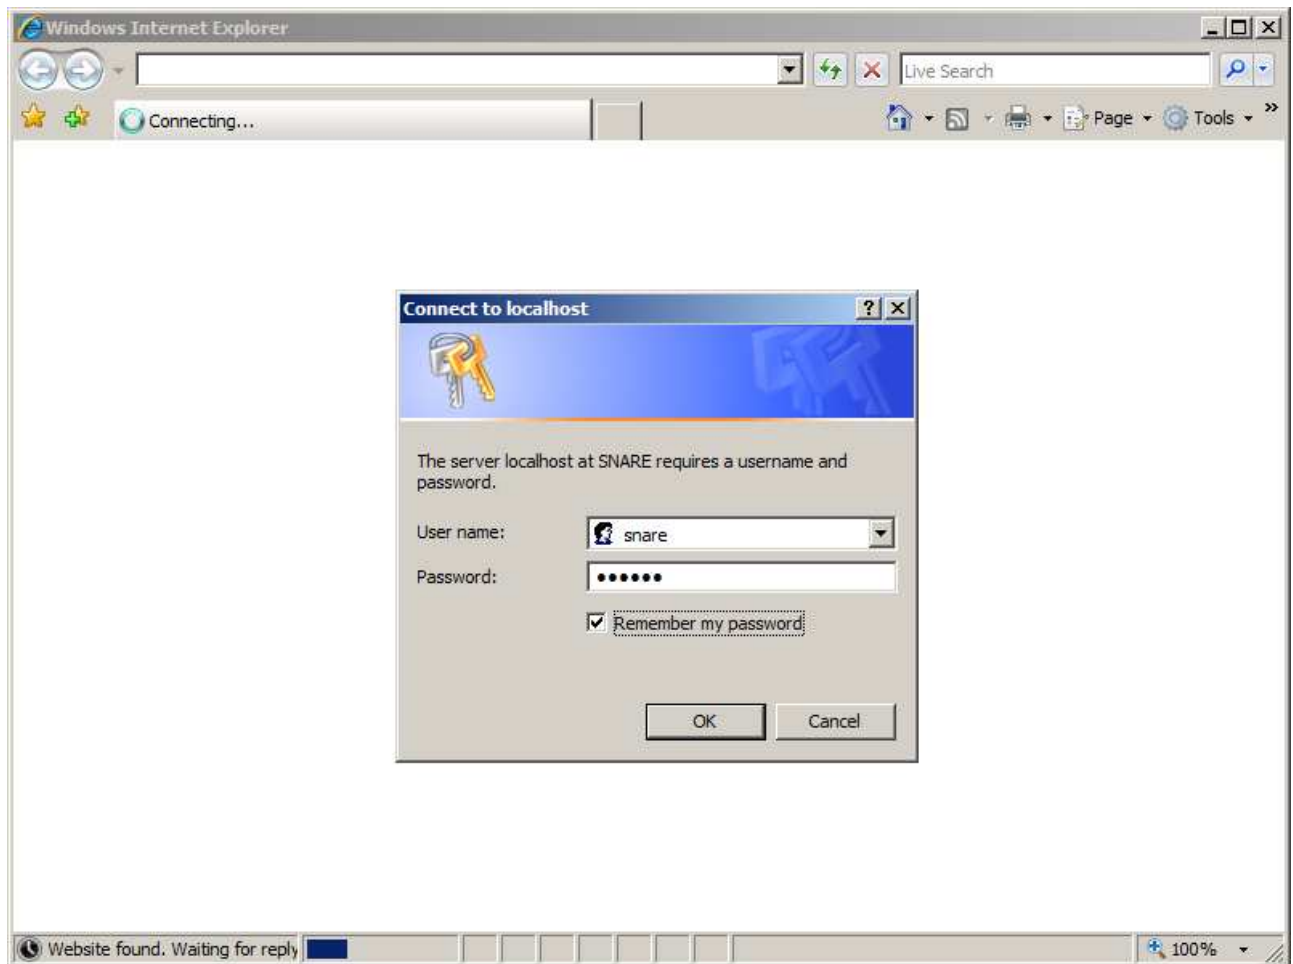 Windows Internet Explorer
Live Search
Connecting...
Page
Tools
»
Connect to localhost
The server localhost at SNARE requires a username and
password.
User name:
snare
Password:
••••••
Remember my password
OK
Cancel
Website found. Waiting for reply
100%